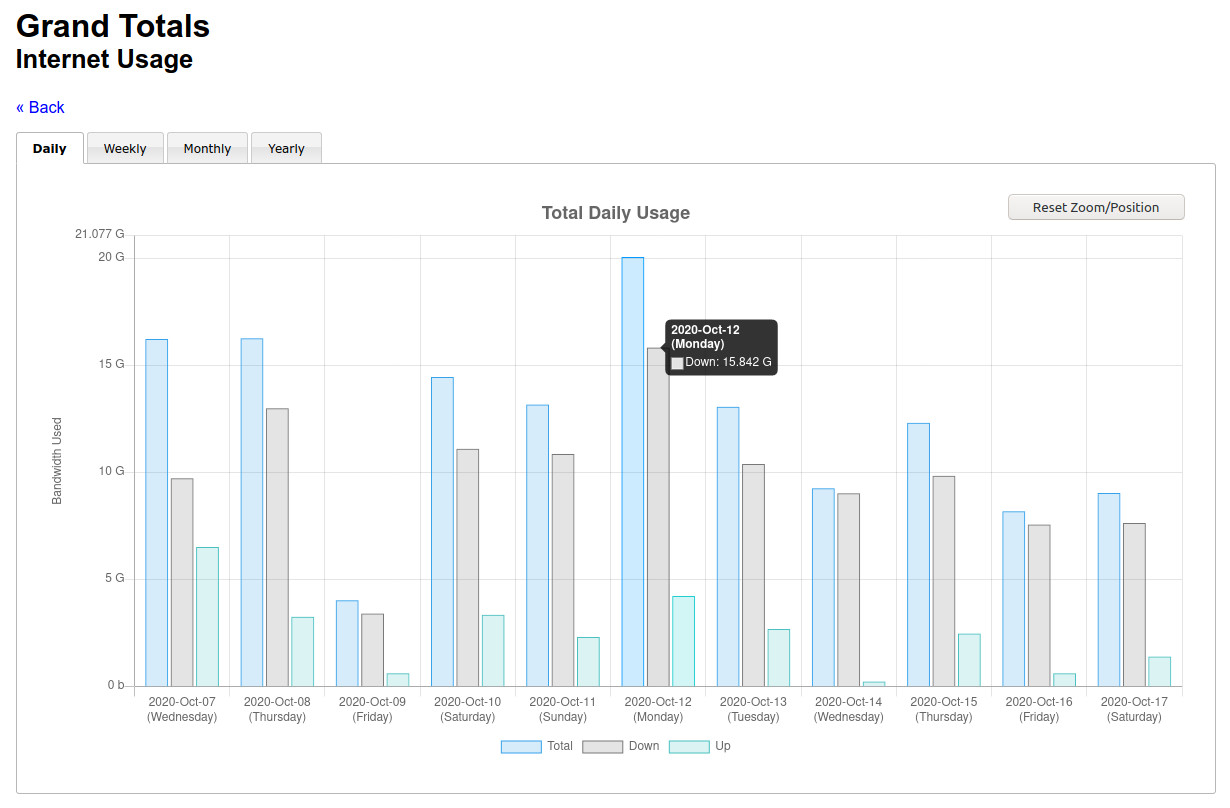 Grand Totals
Internet Usage
« Back
Daily Weekly Monthly Yearly
Total Daily Usage
Reset Zoom/Position
21.077 G
20 G
15 G
10 G
5 G
0 b
Bandwidth Used
2020-Oct-12
(Monday)
Down: 15.842 G
2020-Oct-07 2020-Oct-08 2020-Oct-09 2020-Oct-10 2020-Oct-11 2020-Oct-12 2020-Oct-13 2020-Oct-14 2020-Oct-15 2020-Oct-16 2020-Oct-17
(Wednesday) (Thursday) (Friday) (Saturday) (Sunday) (Monday) (Tuesday) (Wednesday) (Thursday) (Friday) (Saturday)
Total Down Up